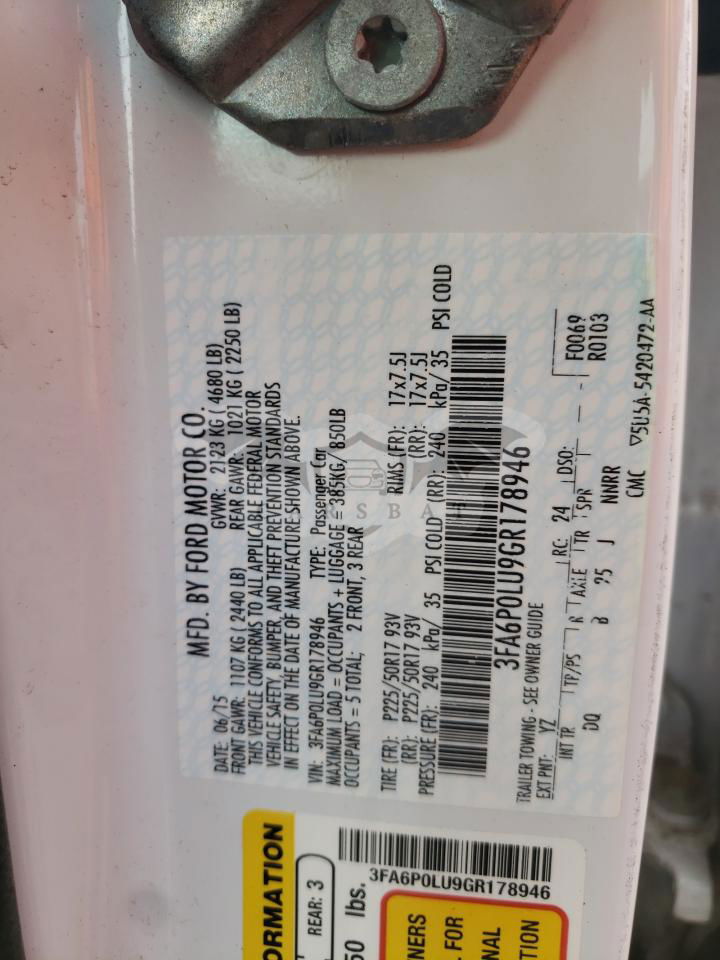 MFD. BY FORD MOTOR CO.
DATE: 06/15 GVWR: 2123 KG ( 4680 LB)
FRONT GAWR: 1107 KG ( 2440 LB) REAR GAWR: 1021 KG ( 2250 LB)
THIS VEHICLE CONFORMS TO ALL APPLICABLE FEDERAL MOTOR
VEHICLE SAFETY, BUMPER, AND THEFT PREVENTION STANDARDS
IN EFFECT ON THE DATE OF MANUFACTURE SHOWN ABOVE.
VIN: 3FA6P0LU9GR178946 TYPE: Passenger Car
MAXIMUM LOAD = OCCUPANTS + LUGGAGE = 385KG/ 850LB
OCCUPANTS = 5 TOTAL; 2 FRONT, 3 REAR
TIRE (FR): P225/50R17 93V RIMS (FR): 17x7.5J
(RR): P225/50R17 93V (RR): 17x7.5J
PRESSURE (FR): 240 kPa/ 35 PSI COLD (RR): 240 kPa/ 35 PSI COLD
3FA6P0LU9GR178946
TRAILER TOWING - SEE OWNER GUIDE
EXT PNT: YZ RC: 24 DSO: F0069
INT TR TP/PS R AXLE TR SPR R0103
DQ B 25 J NNRR
CMC ▽5U5A-5420472-AA
ORMATION
REAR: 3
50 lbs.
3FA6P0LU9GR178946
NERS
FOR
NAL
TION